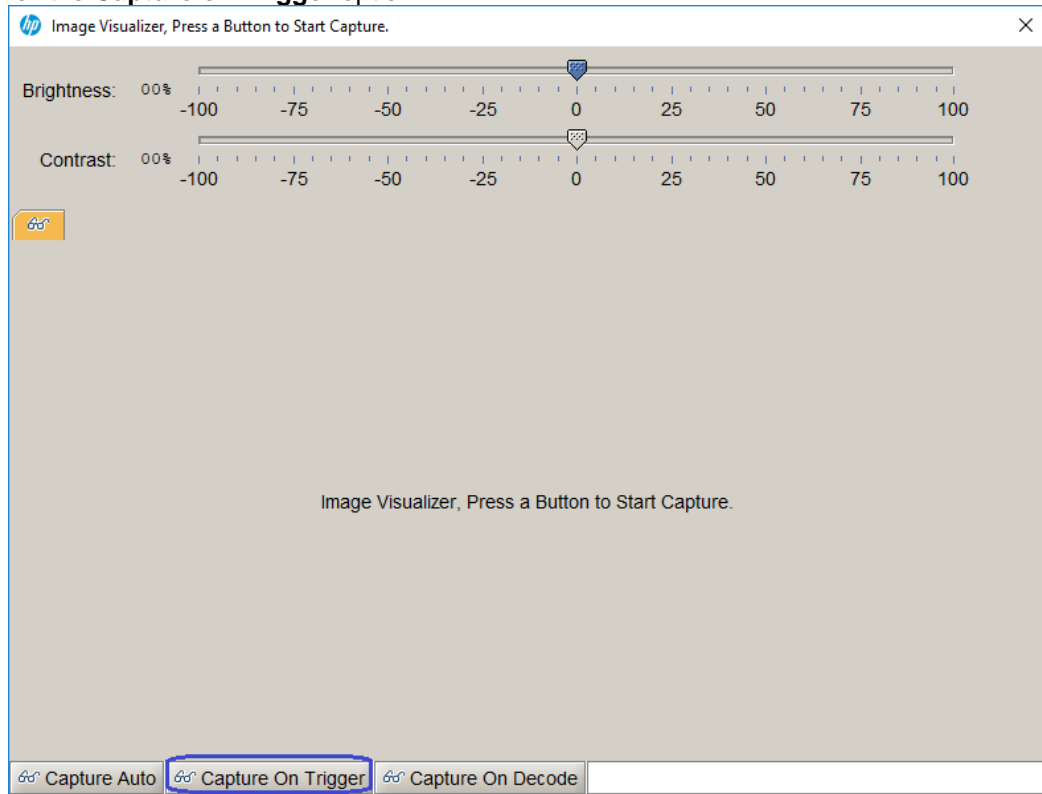 Image Visualizer, Press a Button to Start Capture.
Brightness: 00%
-100 -75 -50 -25 0 25 50 75 100
Contrast: 00%
-100 -75 -50 -25 0 25 50 75 100
Image Visualizer, Press a Button to Start Capture.
Capture Auto Capture On Trigger Capture On Decode